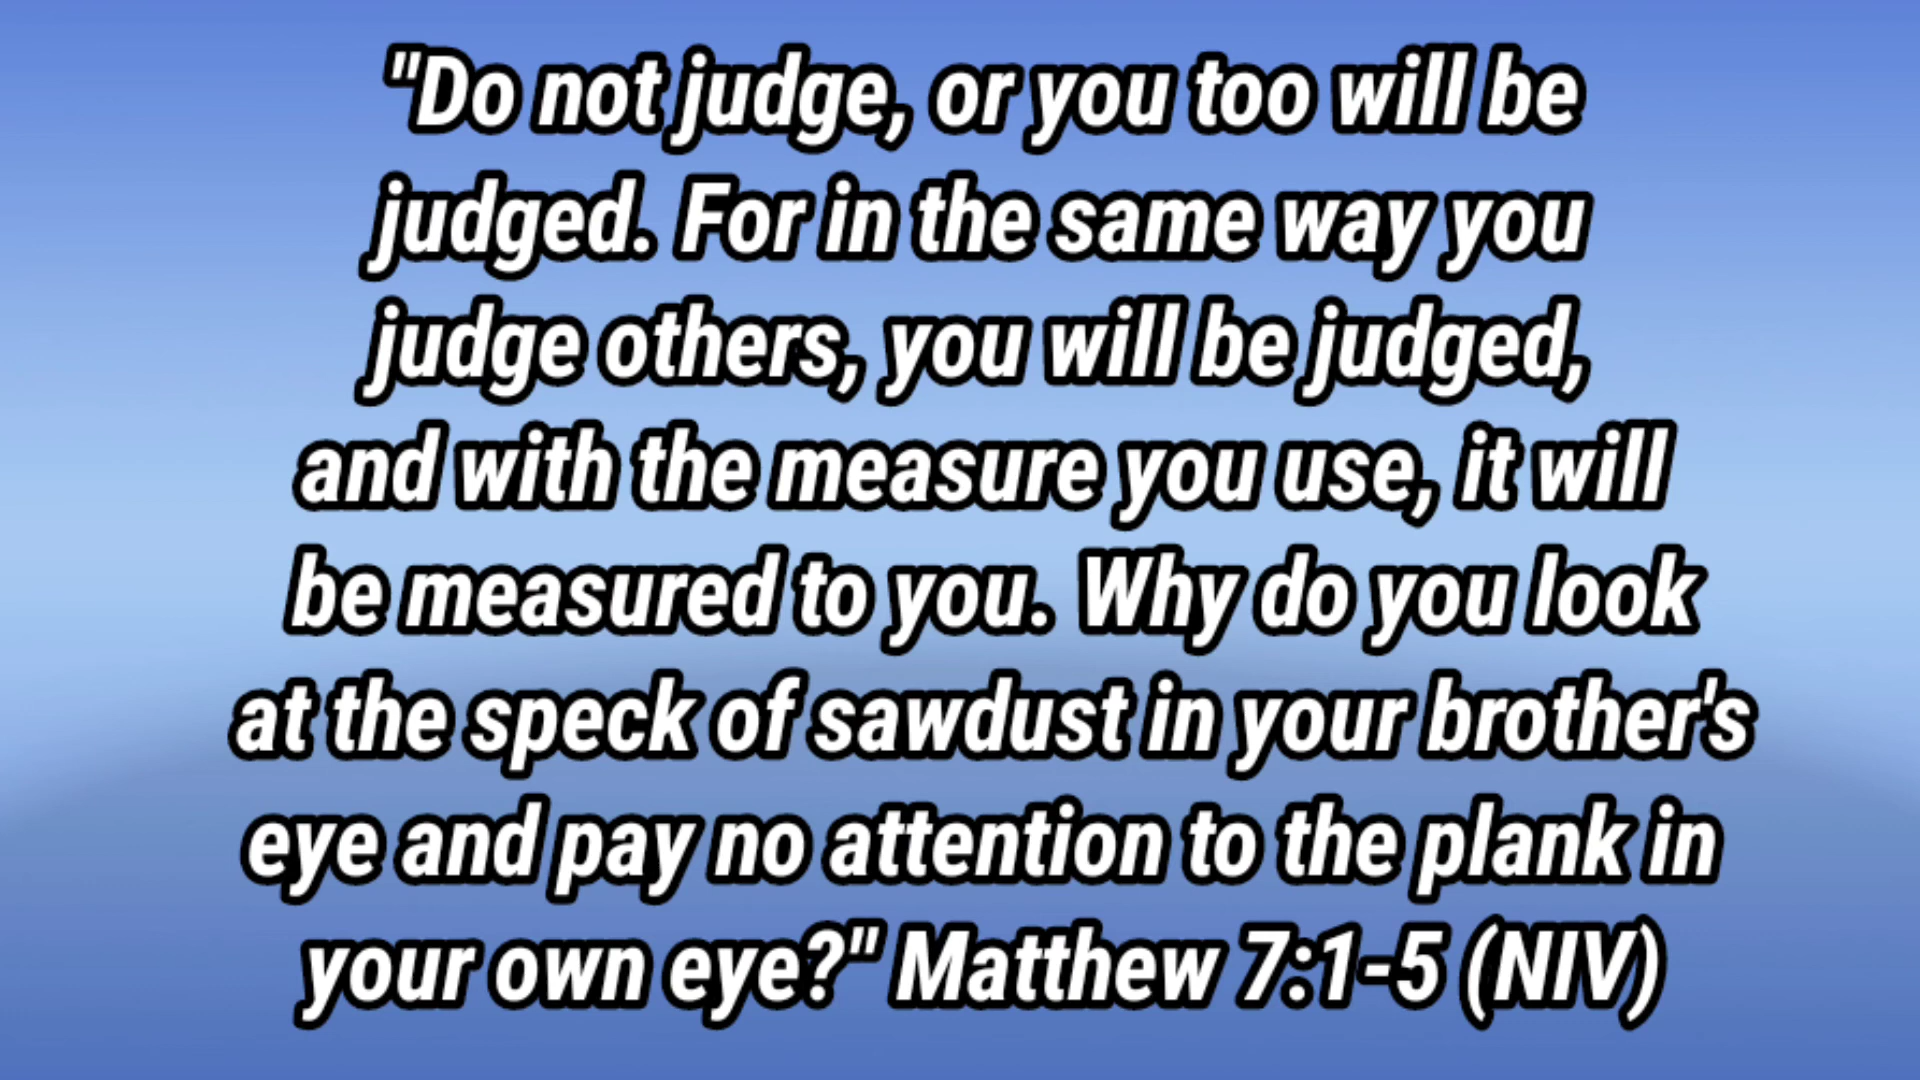 "Do not judge, or you too will be
judged. For in the same way you
judge others, you will be judged,
and with the measure you use, it will
be measured to you. Why do you look
at the speck of sawdust in your brother's
eye and pay no attention to the plank in
your own eye?" Matthew 7:1-5 (NIV)